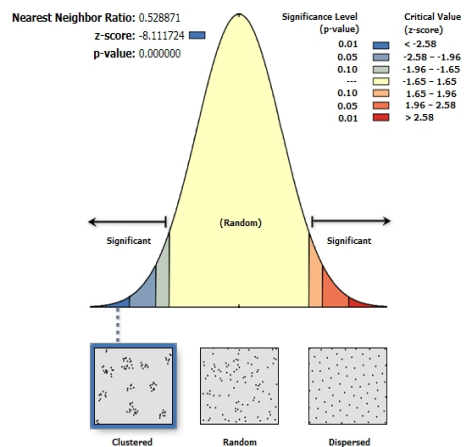 Nearest Neighbor Ratio: 0.528871
z-score: -8.111724
p-value: 0.000000
Significance Level
(p-value)
Critical Value
(z-score)
0.01 < -2.58
0.05 -2.58 – -1.96
0.10 -1.96 – -1.65
--- -1.65 – 1.65
0.10 1.65 – 1.96
0.05 1.96 – 2.58
0.01 > 2.58
Significant
(Random)
Significant
Clustered
Random
Dispersed